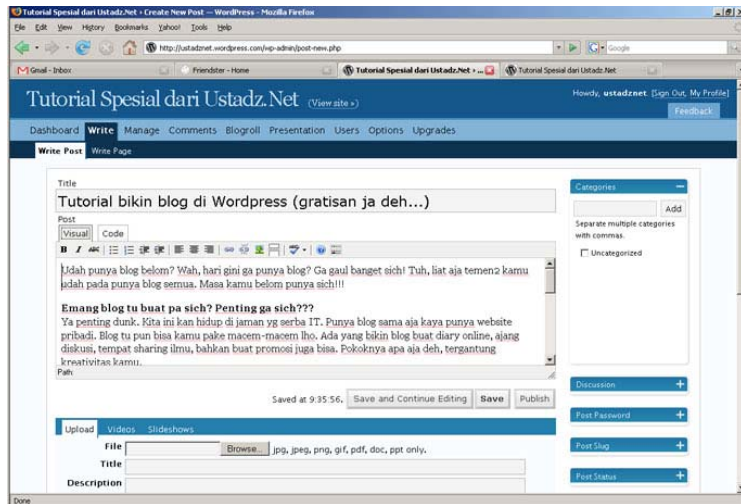 Tutorial Spesial dari Ustadz.Net › Create New Post — WordPress - Mozilla Firefox
File Edit View History Bookmarks Yahoo! Tools Help
http://ustadznet.wordpress.com/wp-admin/post-new.php
Google
Gmail - Inbox
Friendster - Home
Tutorial Spesial dari Ustadz.Net › ...
Tutorial Spesial dari Ustadz.Net
Tutorial Spesial dari Ustadz.Net (View site »)
Howdy, ustadznet. [Sign Out, My Profile]
Feedback
Dashboard Write Manage Comments Blogroll Presentation Users Options Upgrades
Write Post Write Page
Title
Tutorial bikin blog di Wordpress (gratisan ja deh...)
Post
Visual Code
B I ABC
Udah punya blog belom? Wah, hari gini ga punya blog? Ga gaul banget sich! Tuh, liat aja temen2 kamu
udah pada punya blog semua. Masa kamu belom punya sich!!!
Emang blog tu buat pa sich? Penting ga sich???
Ya penting dunk. Kita ini kan hidup di jaman yg serba IT. Punya blog sama aja kaya punya website
pribadi. Blog tu pun bisa kamu pake macem-macem lho. Ada yang bikin blog buat diary online, ajang
diskusi, tempat sharing ilmu, bahkan buat promosi juga bisa. Pokoknya apa aja deh, tergantung
kreativitas kamu.
Path:
Saved at 9:35:56. Save and Continue Editing Save Publish
Categories
Add
Separate multiple categories
with commas.
Uncategorized
Discussion
Post Password
Post Slug
Post Status
Upload Videos Slideshows
File Browse... jpg, jpeg, png, gif, pdf, doc, ppt only.
Title
Description
Done